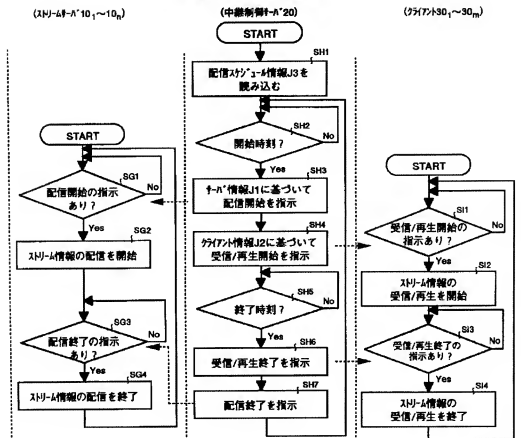 (ストリームサーバ10₁～10ₙ)
(中継制御サーバ20)
(クライアント30₁～30ₘ)
START
SH1
配信スケジュール情報J3を
読み込む
SH2
開始時刻?
No
Yes
SH3
サーバ情報J1に基づいて
配信開始を指示
SH4
クライアント情報J2に基づいて
受信/再生開始を指示
SH5
終了時刻?
No
Yes
SH6
受信/再生終了を指示
SH7
配信終了を指示
START
SG1
配信開始の指示
あり?
No
Yes
SG2
ストリーム情報の配信を開始
SG3
配信終了の指示
あり?
No
Yes
SG4
ストリーム情報の配信を終了
START
SI1
受信/再生開始の
指示あり?
No
Yes
SI2
ストリーム情報の
受信/再生を開始
SI3
受信/再生終了の
指示あり?
No
Yes
SI4
ストリーム情報の
受信/再生を終了